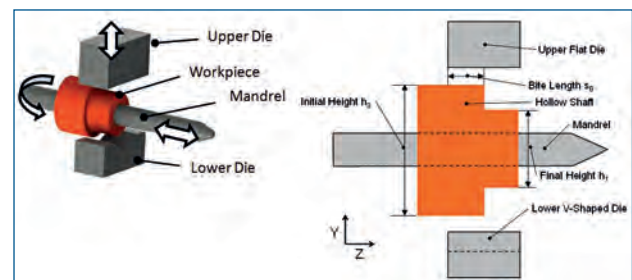 Upper Die
Workpiece
Mandrel
Lower Die
Upper Flat Die
Bite Length s₀
Hollow Shaft
Initial Height h₀
Mandrel
Final Height h₁
Lower V-Shaped Die
Y
Z